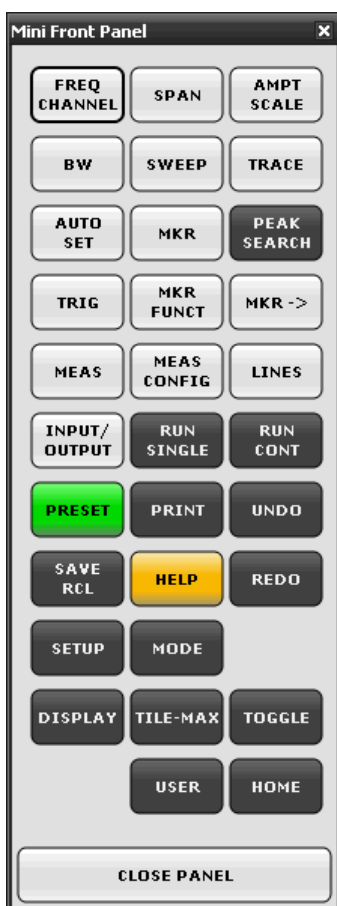 Mini Front Panel
FREQ
CHANNEL
SPAN
AMPT
SCALE
BW
SWEEP
TRACE
AUTO
SET
MKR
PEAK
SEARCH
TRIG
MKR
FUNCT
MKR ->
MEAS
MEAS
CONFIG
LINES
INPUT/
OUTPUT
RUN
SINGLE
RUN
CONT
PRESET
PRINT
UNDO
SAVE
RCL
HELP
REDO
SETUP
MODE
DISPLAY
TILE-MAX
TOGGLE
USER
HOME
CLOSE PANEL